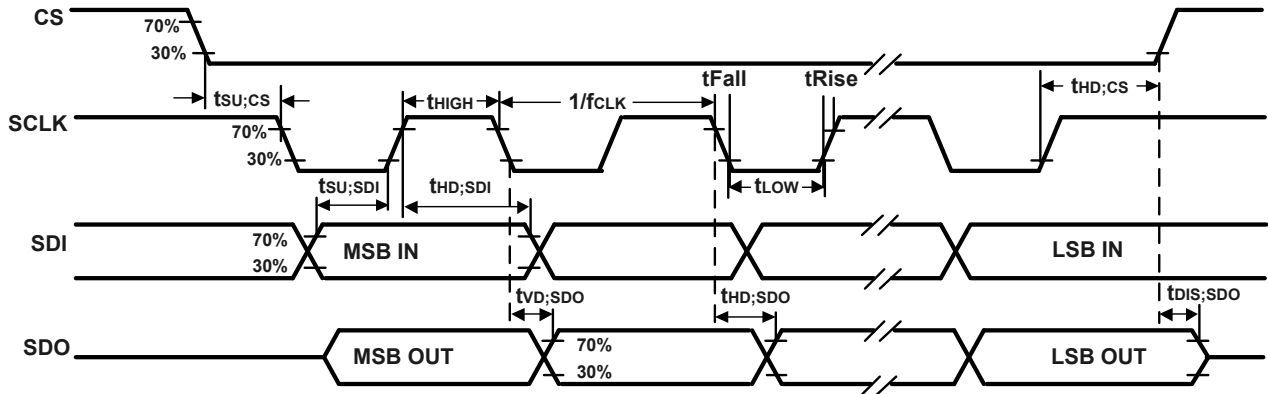 CS
70%
30%
tSU;CS
tHIGH
1/fCLK
tFall
tRise
tHD;CS
SCLK
70%
30%
tLOW
tSU;SDI
tHD;SDI
SDI
70%
30%
MSB IN
LSB IN
tVD;SDO
tHD;SDO
tDIS;SDO
SDO
MSB OUT
70%
30%
LSB OUT